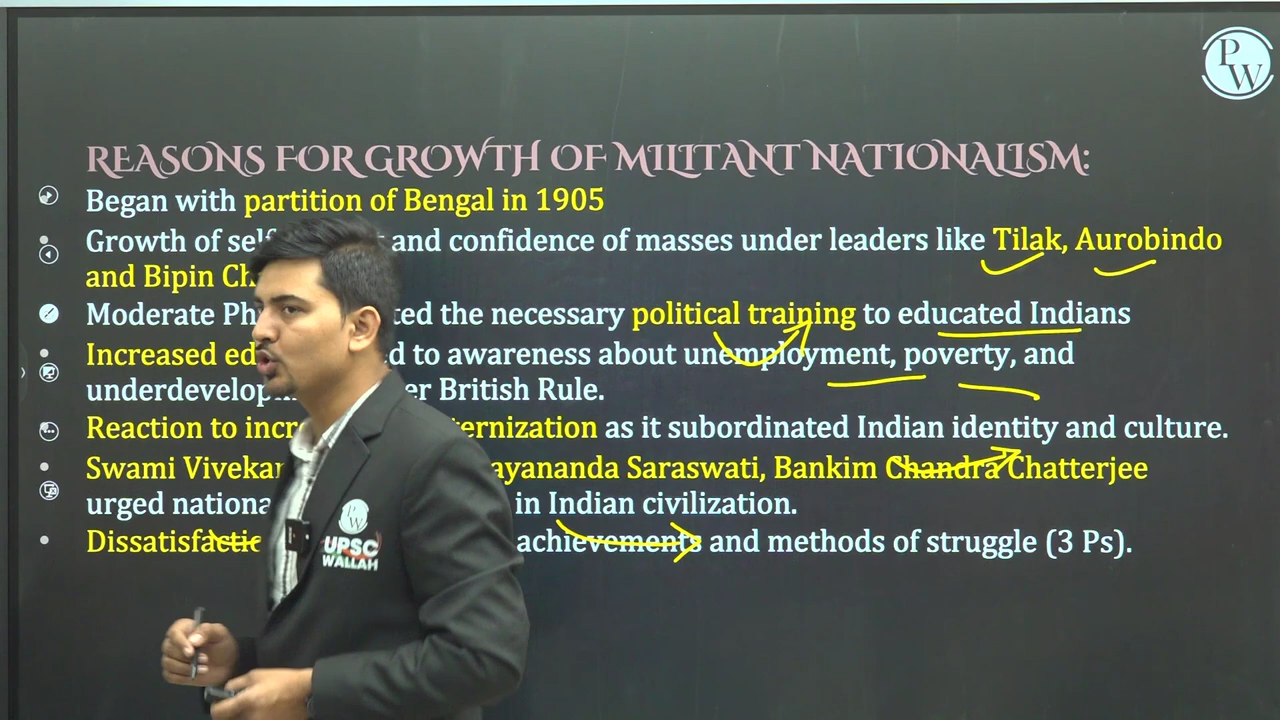 PW
REASONS FOR GROWTH OF MILITANT NATIONALISM:
Began with partition of Bengal in 1905
Growth of self and confidence of masses under leaders like Tilak, Aurobindo
and Bipin Ch
Moderate Ph ted the necessary political training to educated Indians
Increased ed d to awareness about unemployment, poverty, and
underdevelop er British Rule.
Reaction to incre ternization as it subordinated Indian identity and culture.
Swami Vivekan ayananda Saraswati, Bankim Chandra Chatterjee
urged nationa in Indian civilization.
Dissatisfactio achievements and methods of struggle (3 Ps).
PW
UPSC
WALLAH